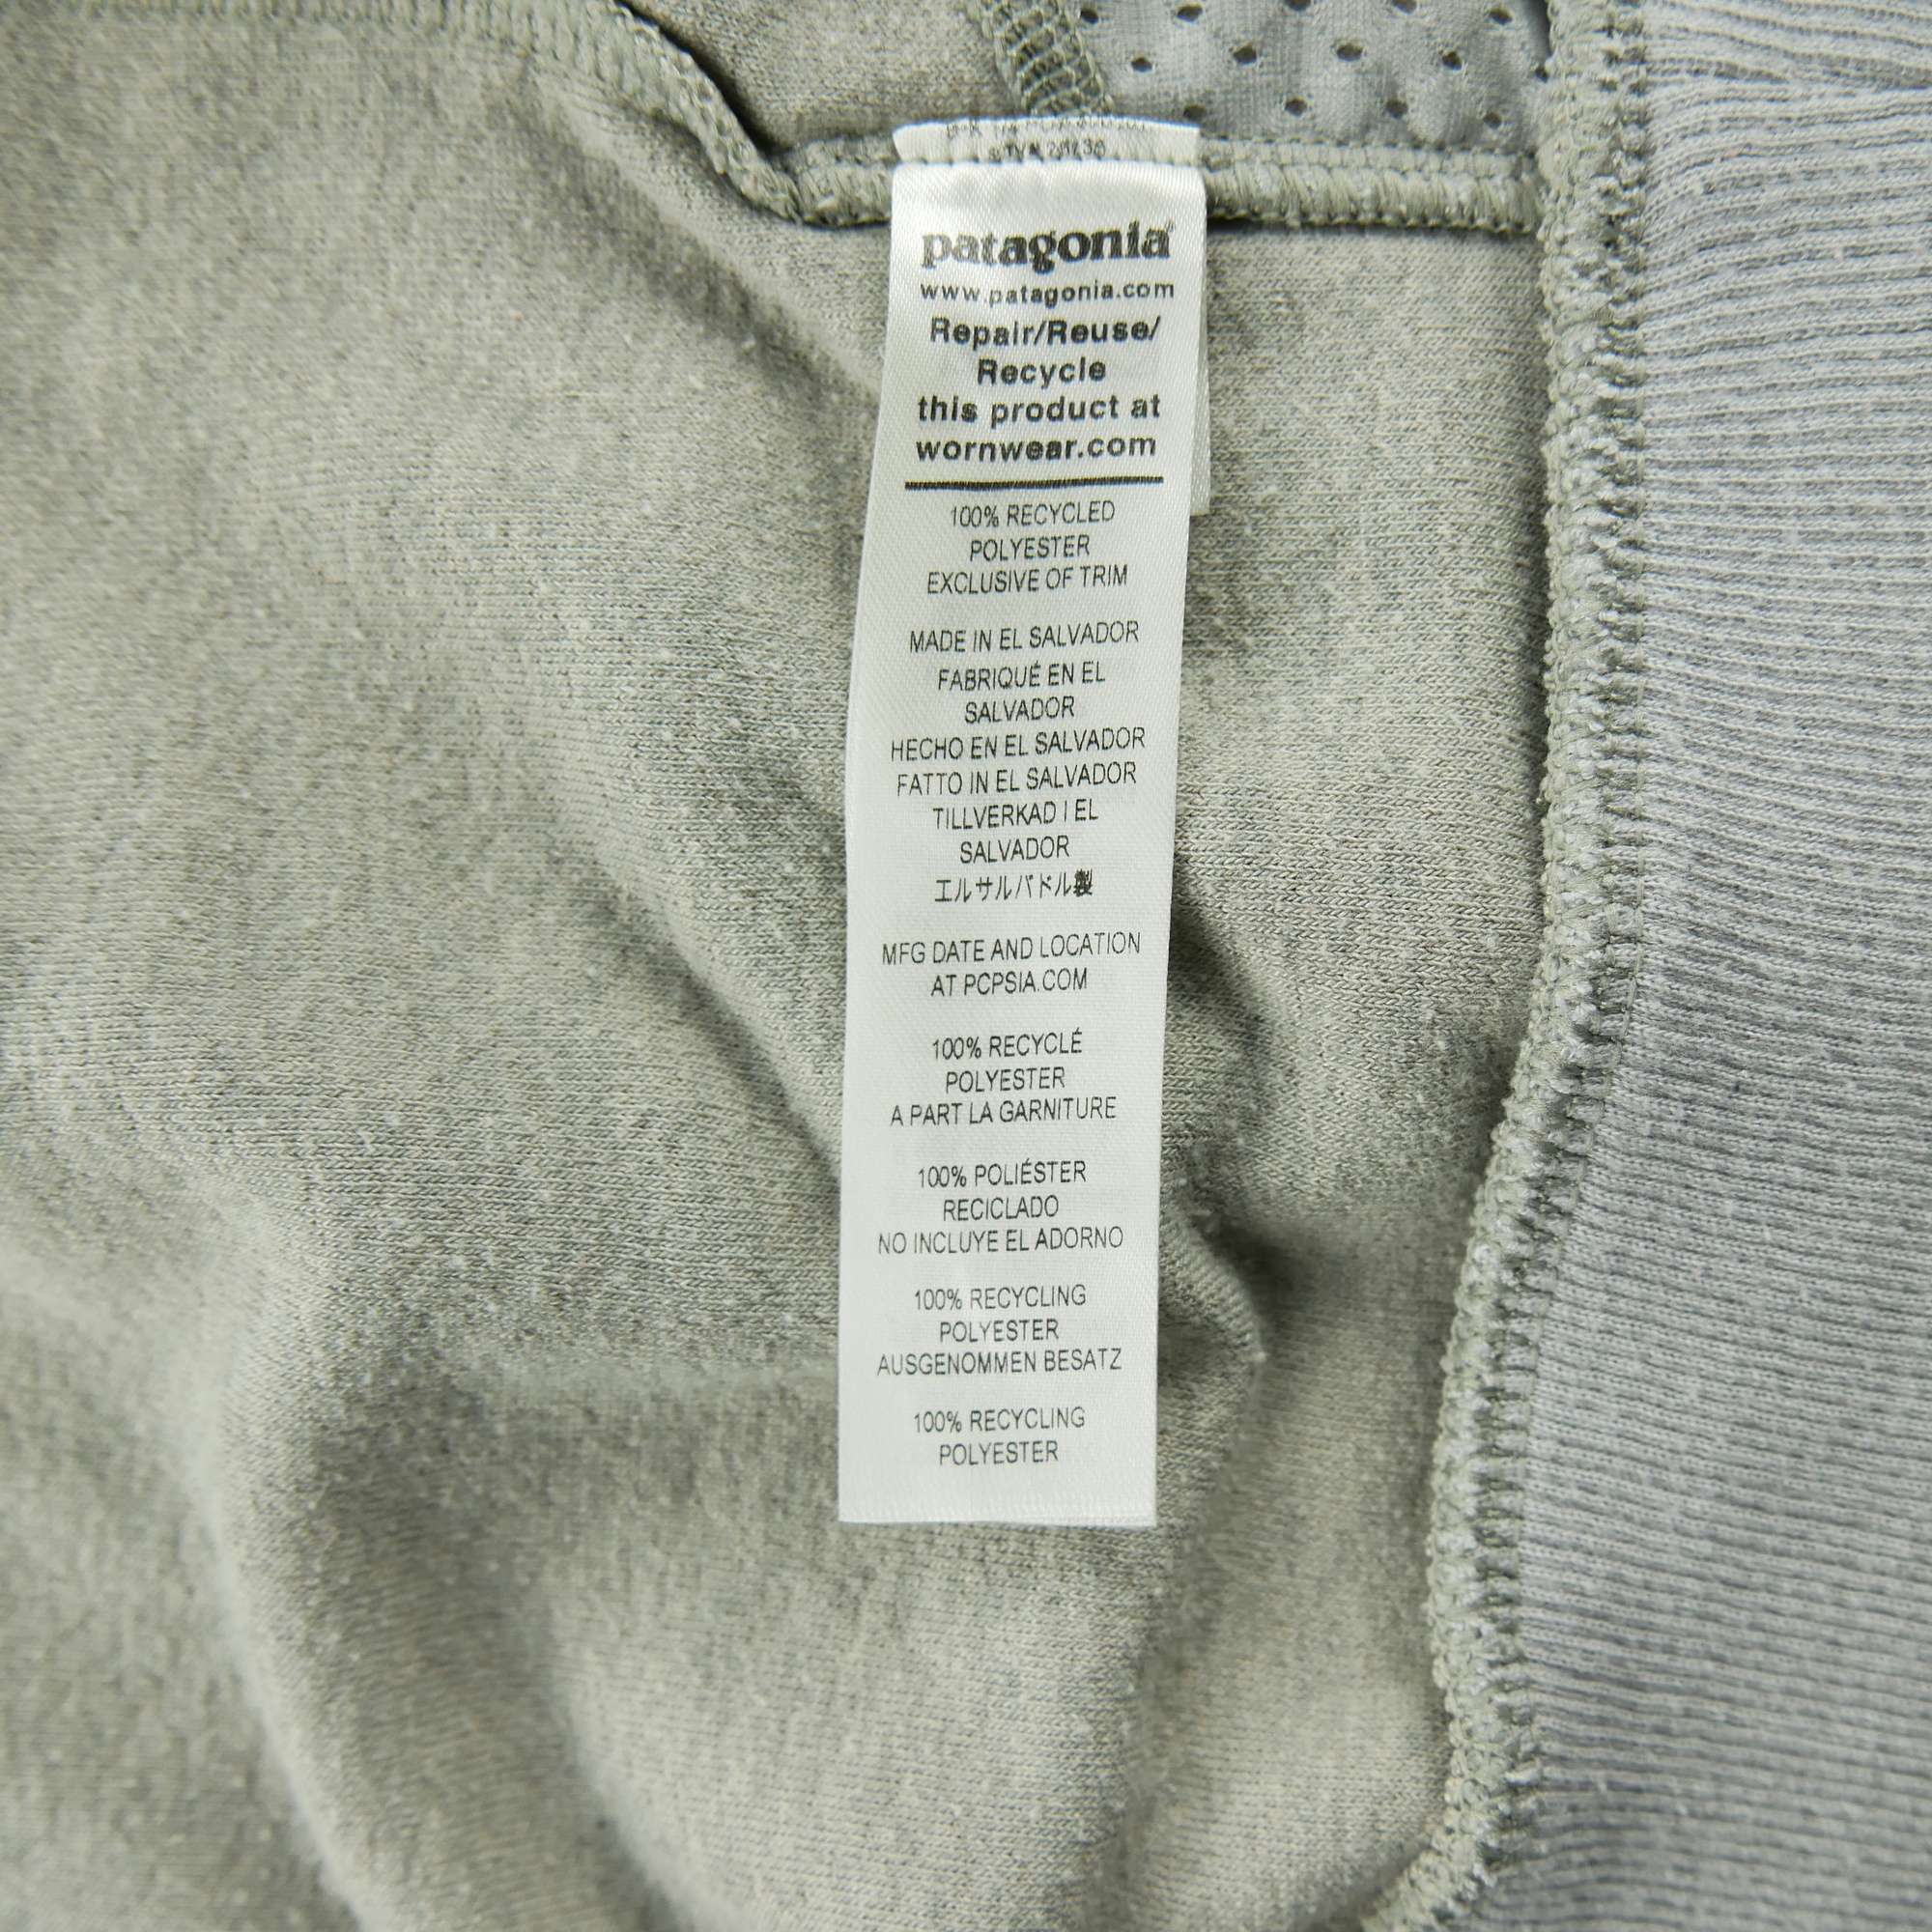 patagonia
www.patagonia.com
Repair/Reuse/
Recycle
this product at
wornwear.com
100% RECYCLED
POLYESTER
EXCLUSIVE OF TRIM
MADE IN EL SALVADOR
FABRIQUÉ EN EL
SALVADOR
HECHO EN EL SALVADOR
FATTO IN EL SALVADOR
TILLVERKAD I EL
SALVADOR
エルサルバドル製
MFG DATE AND LOCATION
AT PCPSIA.COM
100% RECYCLÉ
POLYESTER
A PART LA GARNITURE
100% POLIÉSTER
RECICLADO
NO INCLUYE EL ADORNO
100% RECYCLING
POLYESTER
AUSGENOMMEN BESATZ
100% RECYCLING
POLYESTER